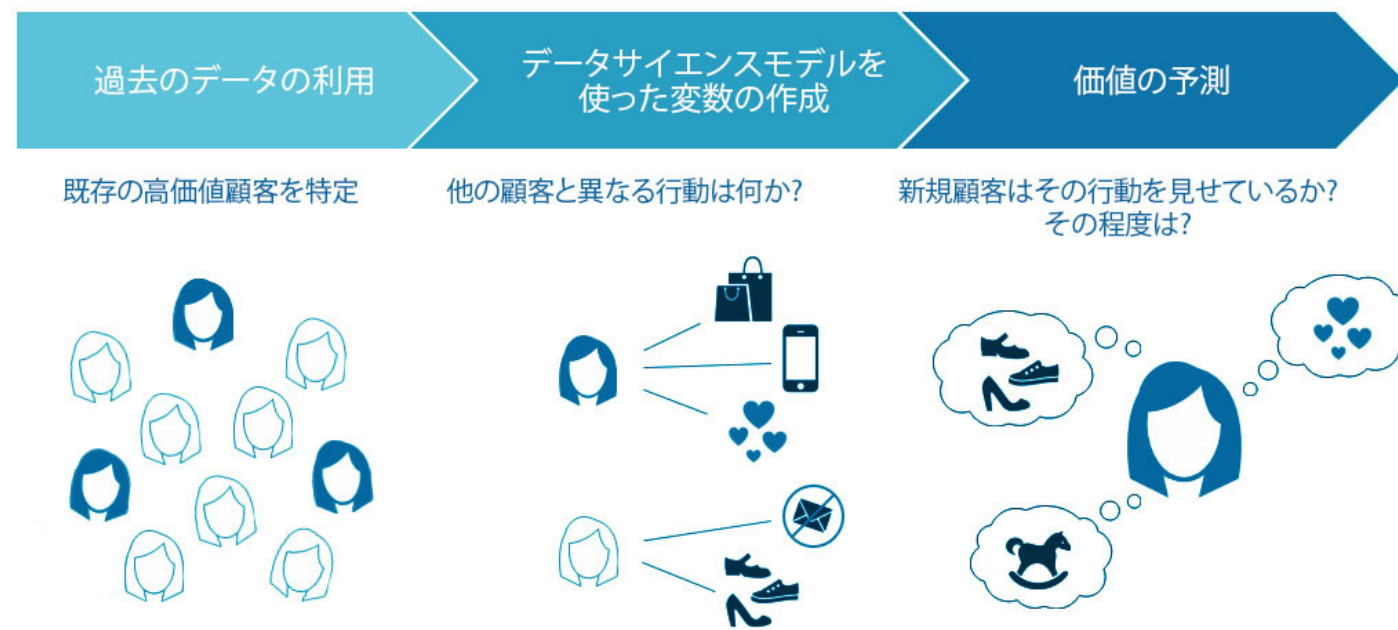 過去のデータの利用
データサイエンスモデルを
使った変数の作成
価値の予測
既存の高価値顧客を特定
他の顧客と異なる行動は何か?
新規顧客はその行動を見せているか?
その程度は?